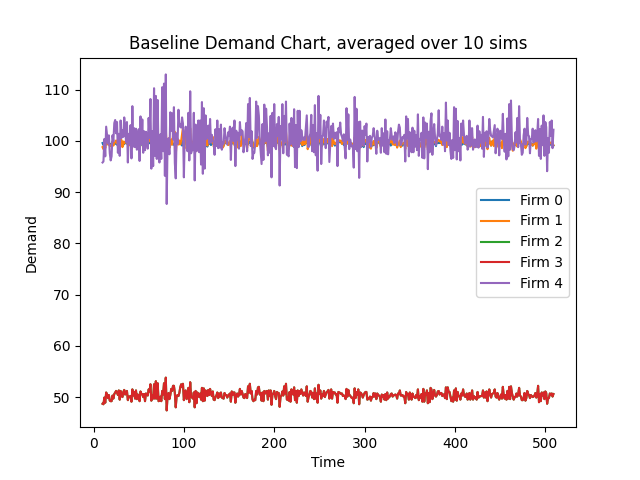 Baseline Demand Chart, averaged over 10 sims
110
100
90
80
70
60
50
Demand
Firm 0
Firm 1
Firm 2
Firm 3
Firm 4
0 100 200 300 400 500
Time